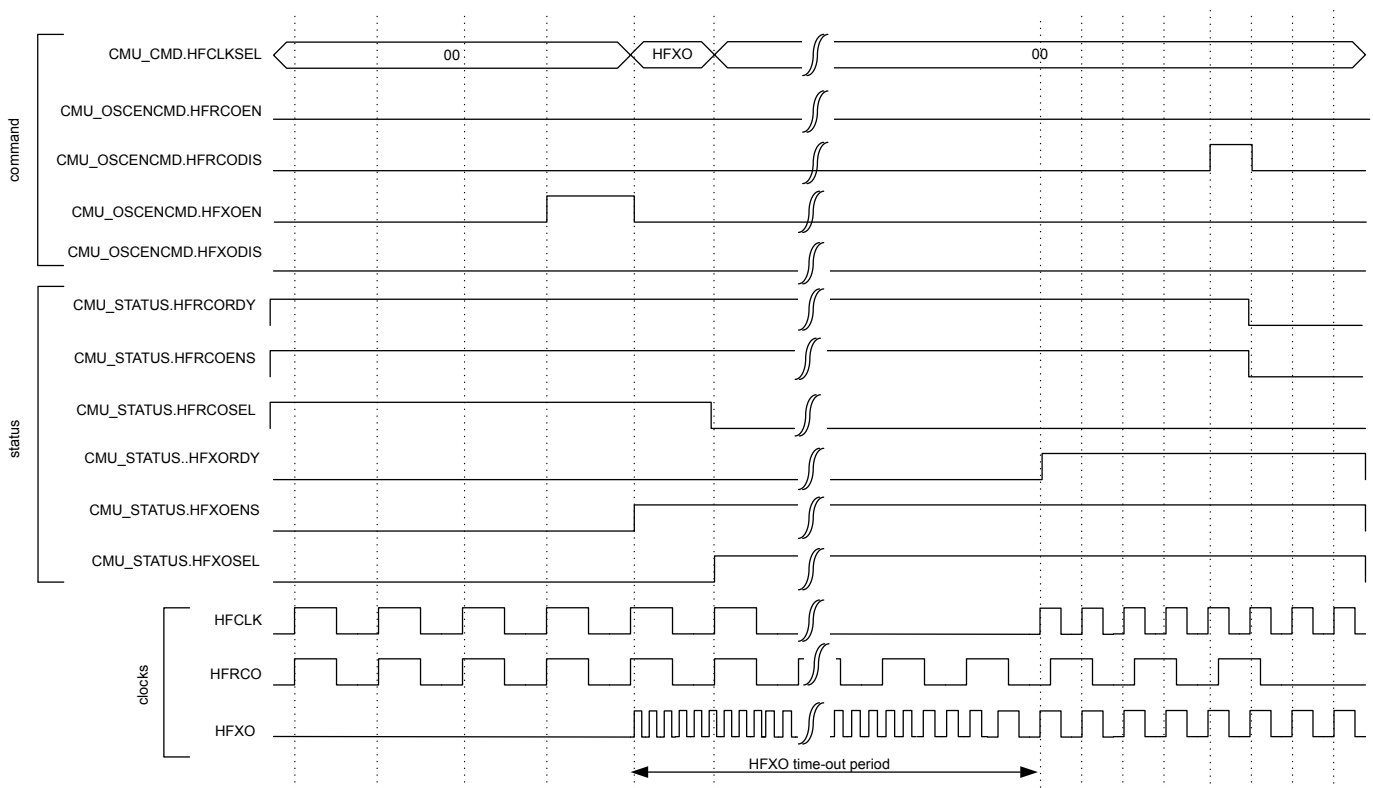 command
CMU_CMD.HFCLKSEL 00 HFXO 00
CMU_OSCENCMD.HFRCOEN
CMU_OSCENCMD.HFRCODIS
CMU_OSCENCMD.HFXOEN
CMU_OSCENCMD.HFXODIS
status
CMU_STATUS.HFRCORDY
CMU_STATUS.HFRCOENS
CMU_STATUS.HFRCOSEL
CMU_STATUS..HFXORDY
CMU_STATUS.HFXOENS
CMU_STATUS.HFXOSEL
clocks
HFCLK
HFRCO
HFXO
HFXO time-out period